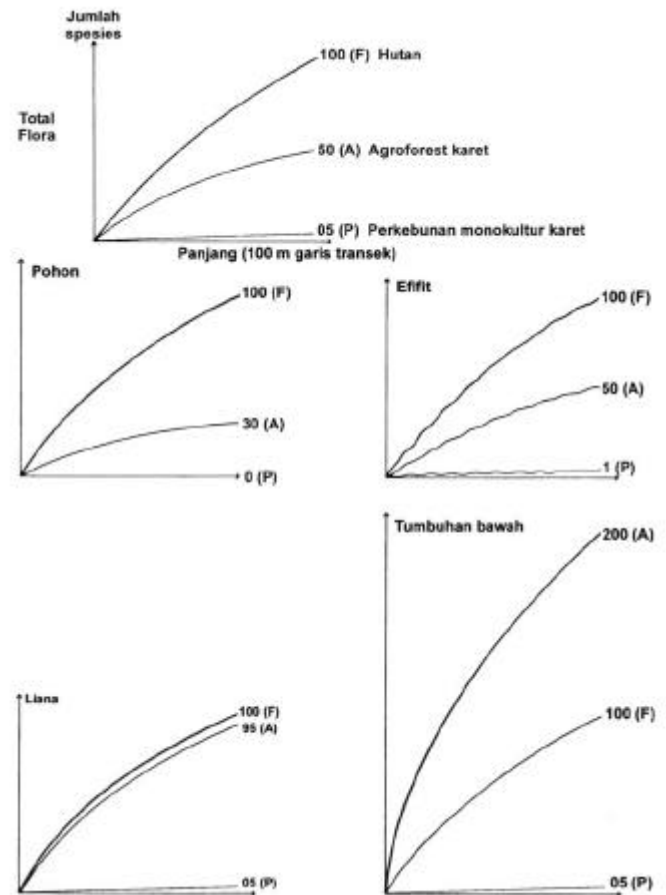 Jumlah
spesies
100 (F) Hutan
Total
Flora
50 (A) Agroforest karet
05 (P) Perkebunan monokultur karet
Panjang (100 m garis transek)
Pohon
100 (F)
30 (A)
0 (P)
Efifit
100 (F)
50 (A)
1 (P)
Tumbuhan bawah
200 (A)
100 (F)
05 (P)
Liana
100 (F)
95 (A)
05 (P)